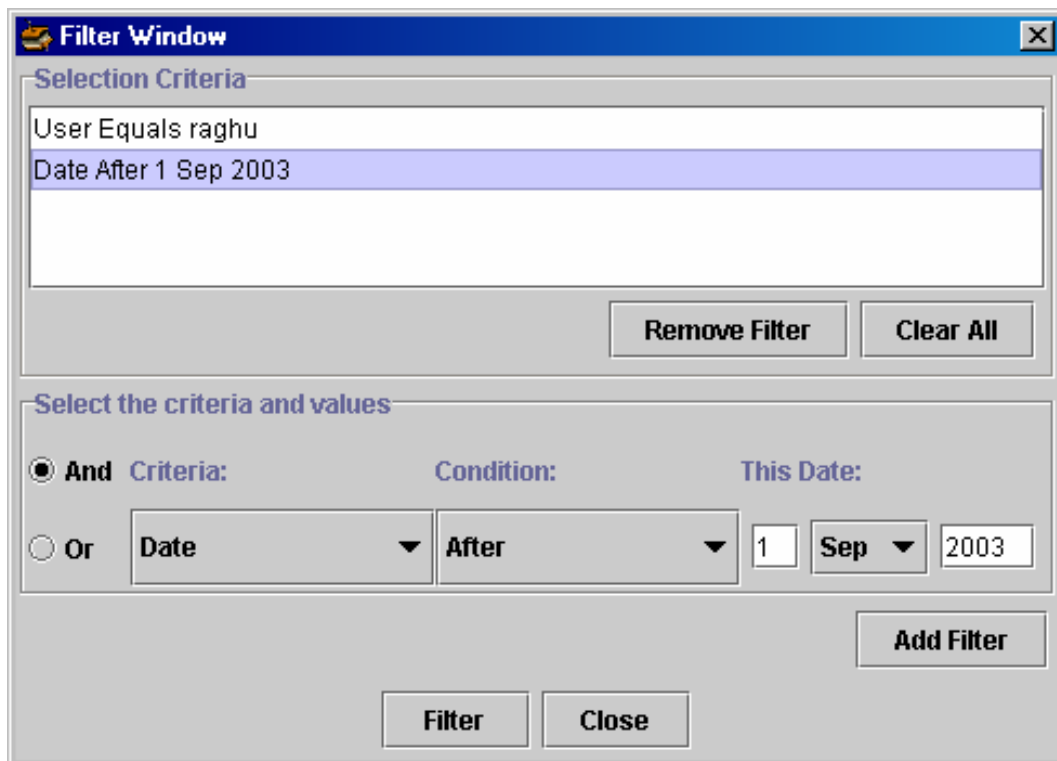 Filter Window
Selection Criteria
User Equals raghu
Date After 1 Sep 2003
Remove Filter Clear All
Select the criteria and values
And Criteria: Condition: This Date:
Or Date After 1 Sep 2003
Add Filter
Filter Close